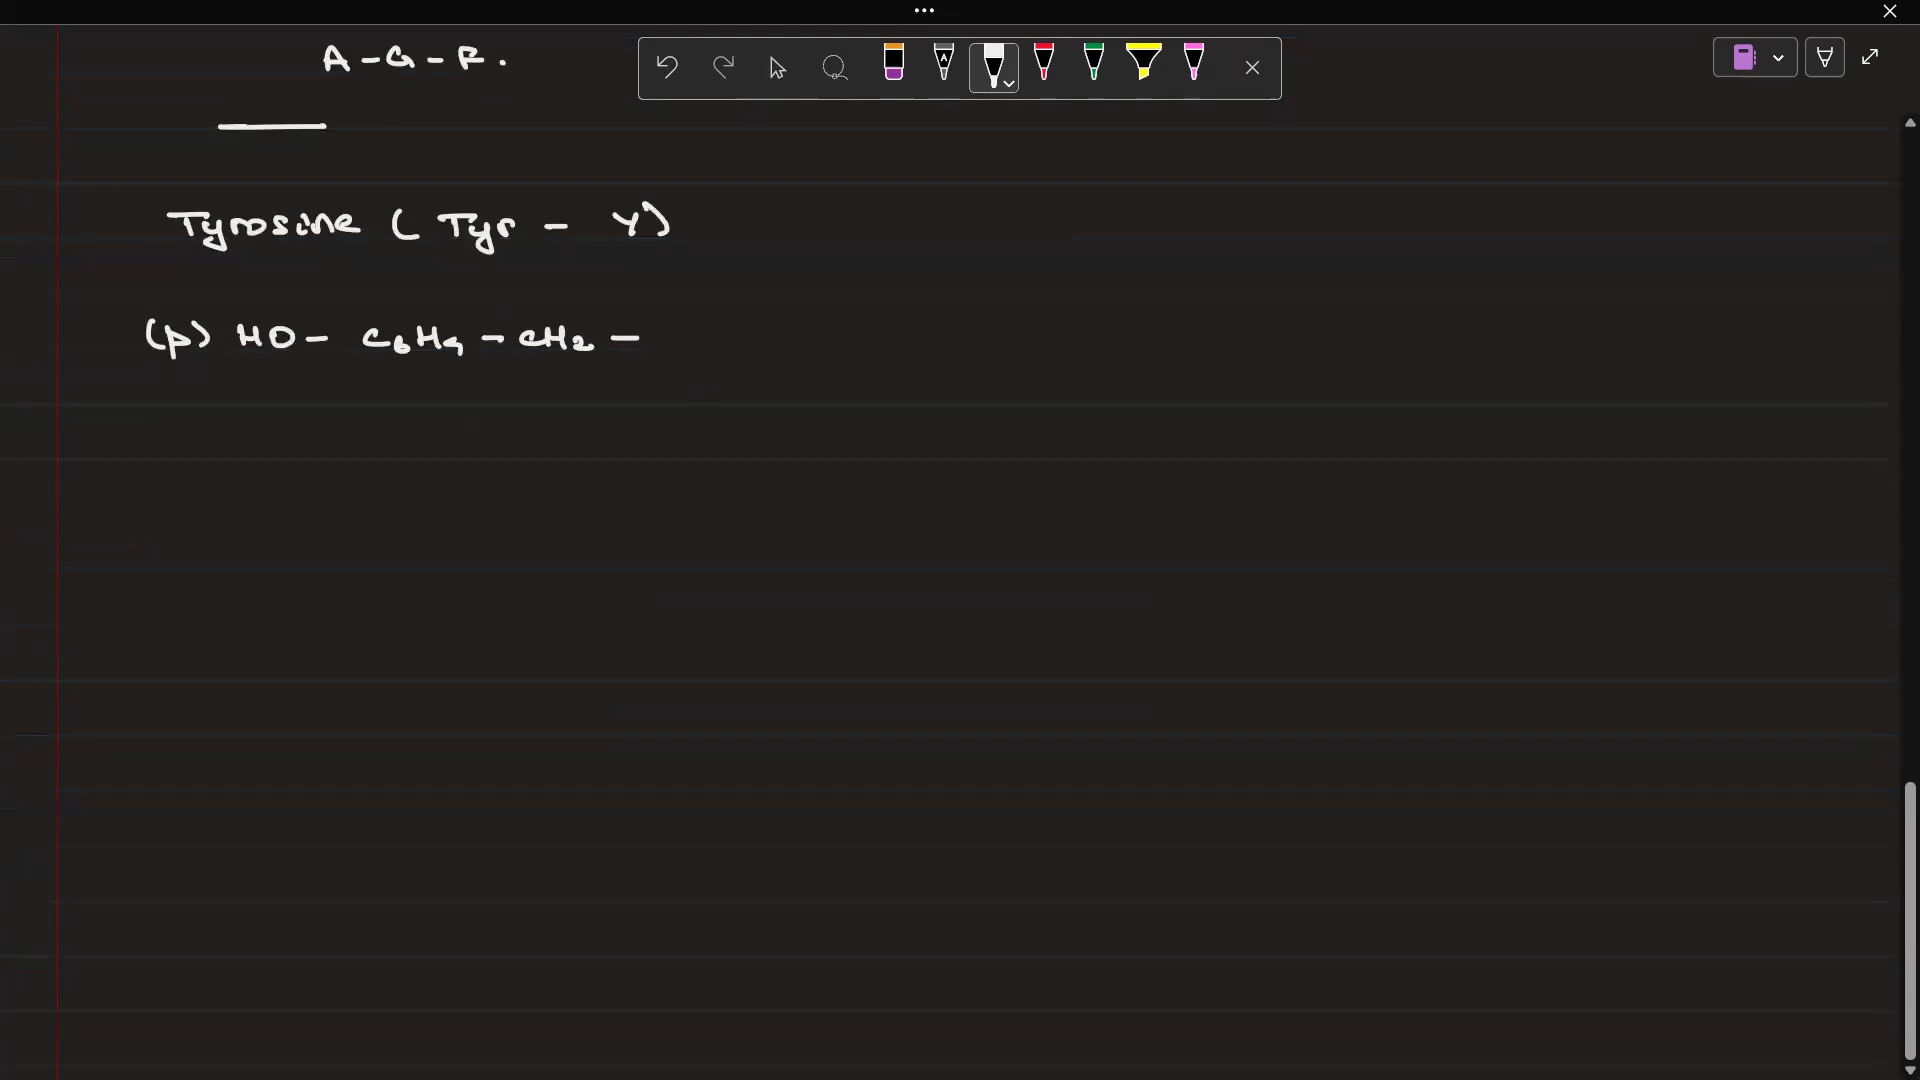 A - G - F.
Tyrosine ( Tyr - Y)
(p) HO - C6H4 - CH2 -